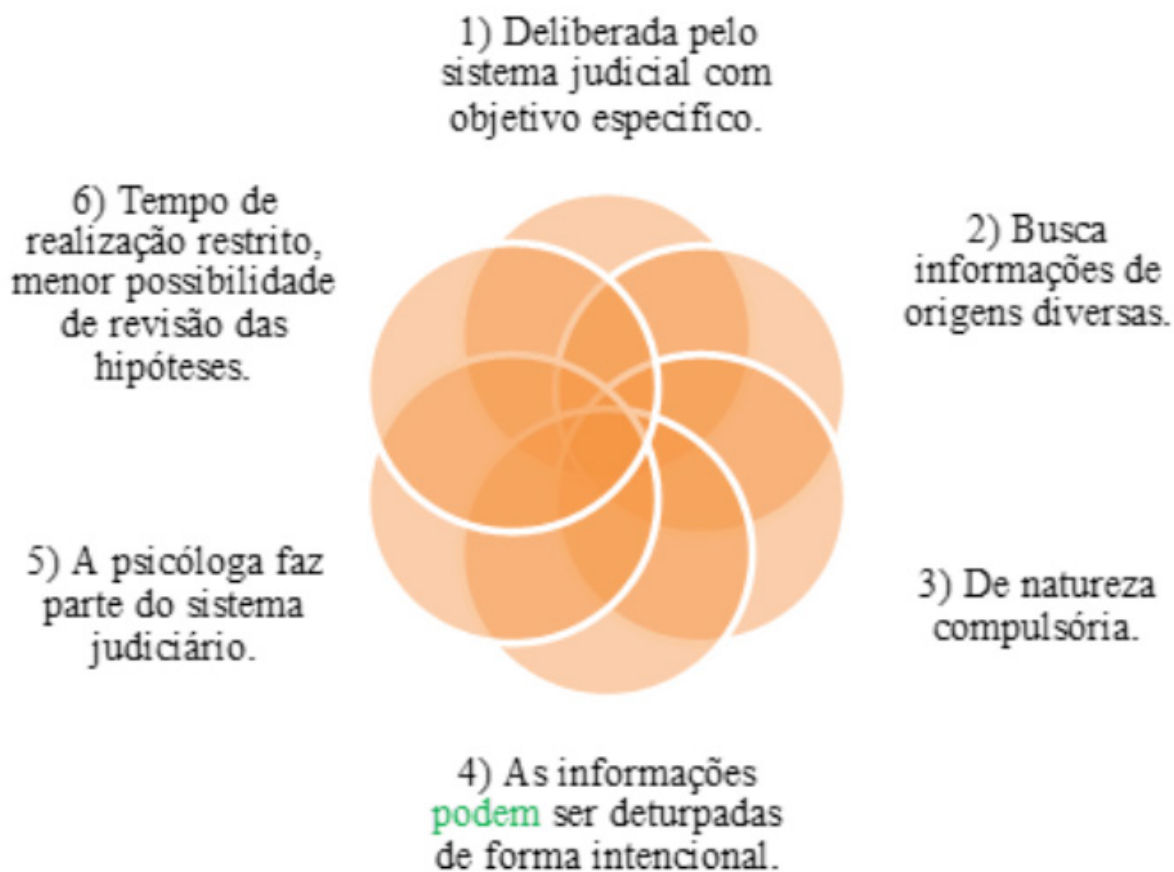 1) Deliberada pelo
sistema judicial com
objetivo específico.
2) Busca
informações de
origens diversas.
3) De natureza
compulsória.
4) As informações
podem ser deturpadas
de forma intencional.
5) A psicóloga faz
parte do sistema
judiciário.
6) Tempo de
realização restrito,
menor possibilidade
de revisão das
hipóteses.